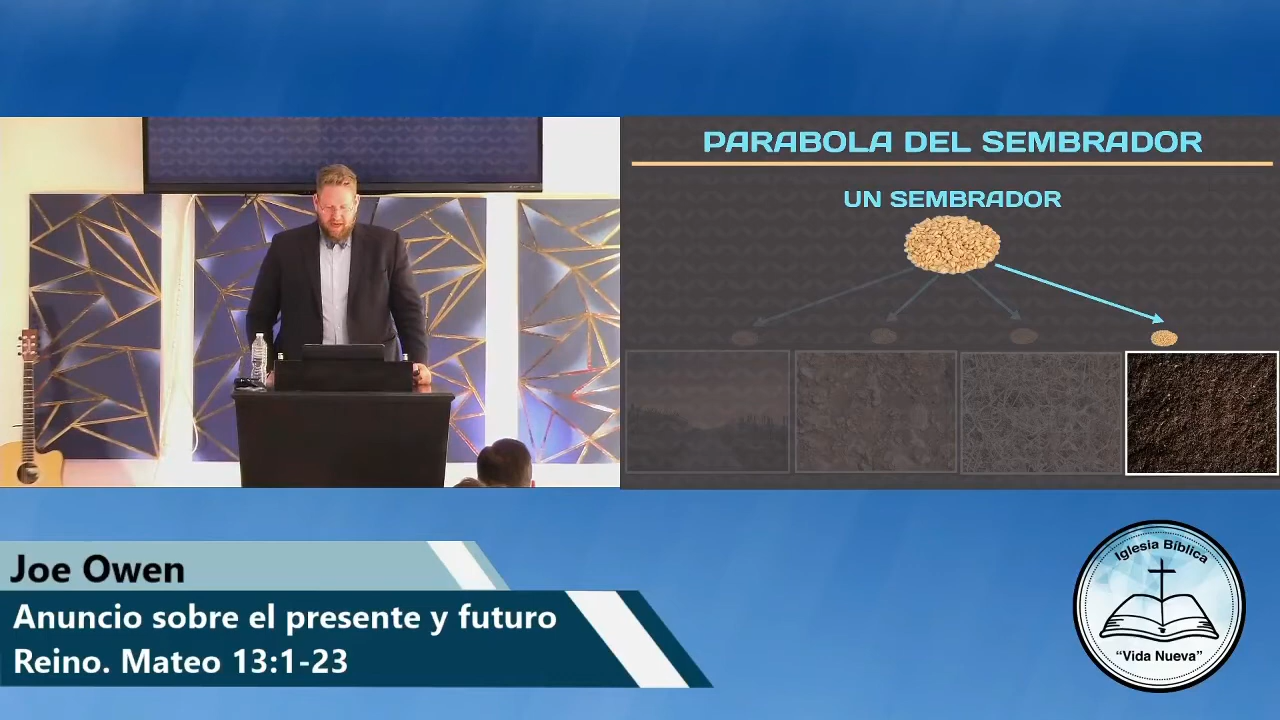 PARABOLA DEL SEMBRADOR
UN SEMBRADOR
Joe Owen
Anuncio sobre el presente y futuro
Reino. Mateo 13:1-23
Iglesia Bíblica
“Vida Nueva”